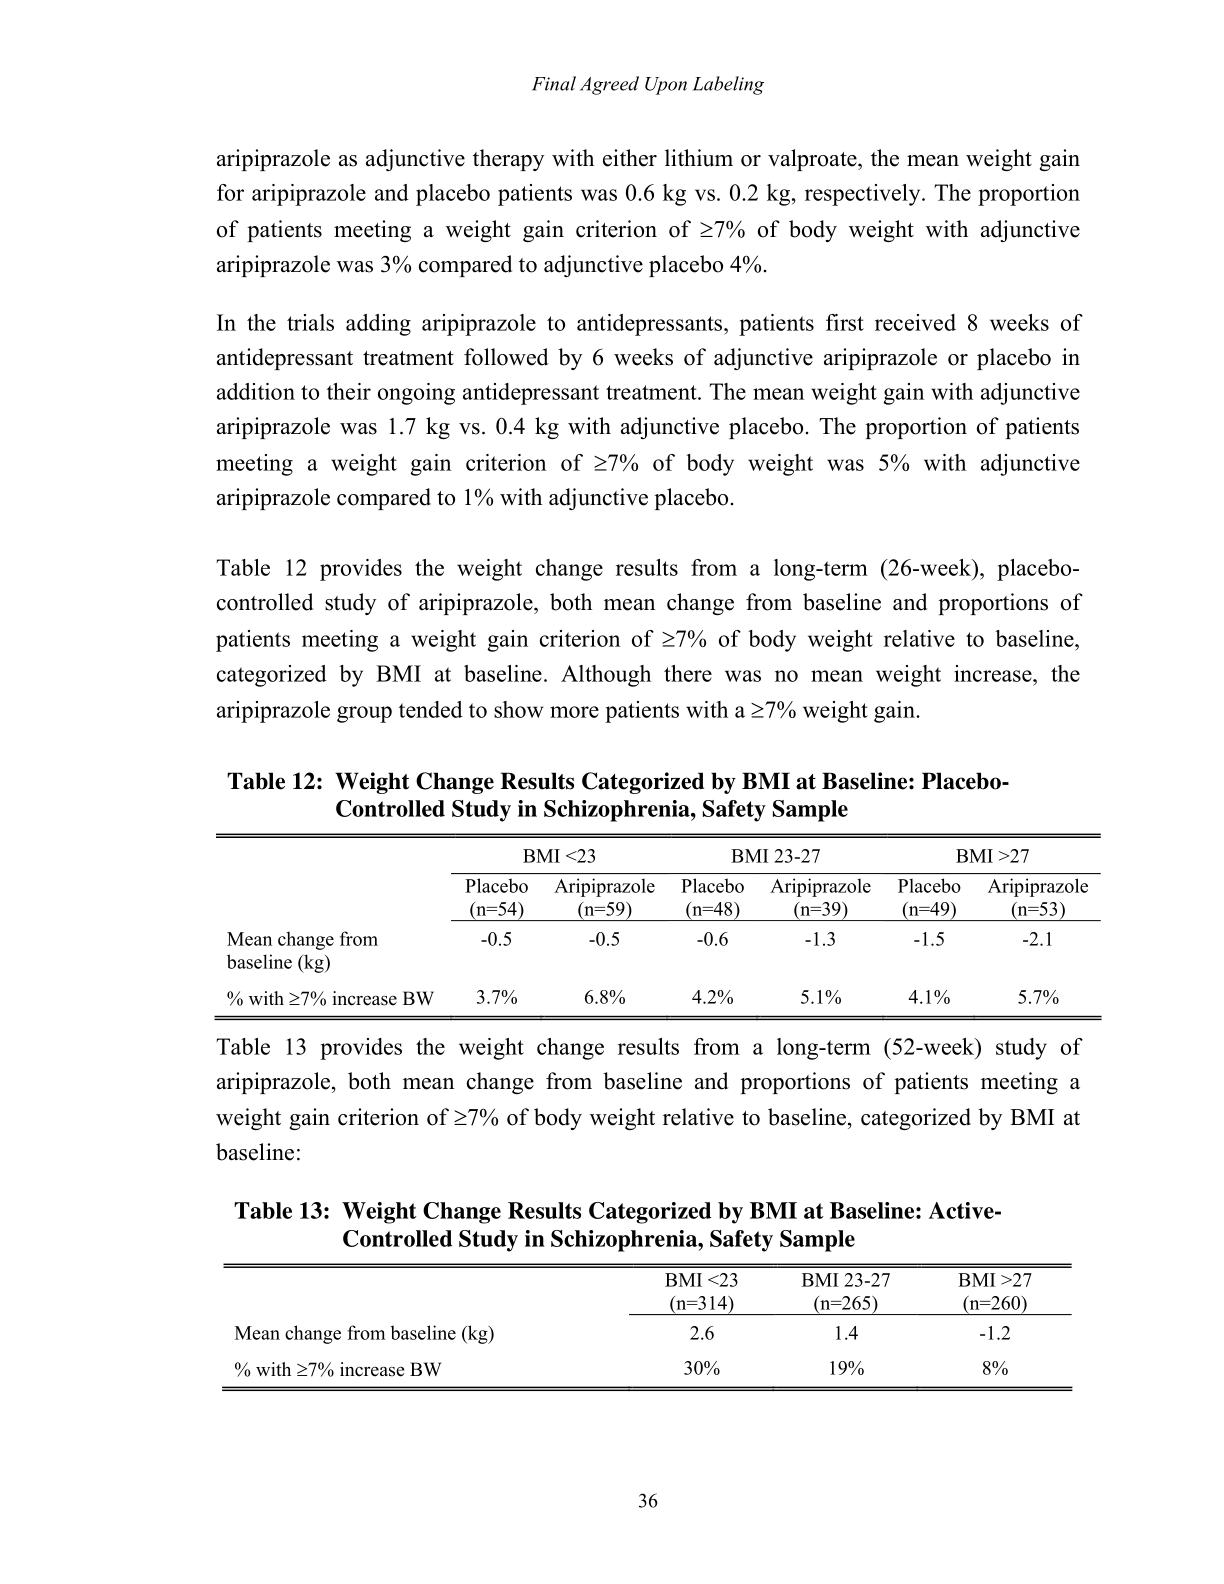 Final Agreed Upon Labeling
aripiprazole as adjunctive therapy with either lithium or valproate, the mean weight gain
for aripiprazole and placebo patients was 0.6 kg vs. 0.2 kg, respectively. The proportion
of patients meeting a weight gain criterion of ≥7% of body weight with adjunctive
aripiprazole was 3% compared to adjunctive placebo 4%.
In the trials adding aripiprazole to antidepressants, patients first received 8 weeks of
antidepressant treatment followed by 6 weeks of adjunctive aripiprazole or placebo in
addition to their ongoing antidepressant treatment. The mean weight gain with adjunctive
aripiprazole was 1.7 kg vs. 0.4 kg with adjunctive placebo. The proportion of patients
meeting a weight gain criterion of ≥7% of body weight was 5% with adjunctive
aripiprazole compared to 1% with adjunctive placebo.
Table 12 provides the weight change results from a long-term (26-week), placebo-
controlled study of aripiprazole, both mean change from baseline and proportions of
patients meeting a weight gain criterion of ≥7% of body weight relative to baseline,
categorized by BMI at baseline. Although there was no mean weight increase, the
aripiprazole group tended to show more patients with a ≥7% weight gain.
Table 12: Weight Change Results Categorized by BMI at Baseline: Placebo-
Controlled Study in Schizophrenia, Safety Sample
BMI <23 BMI 23-27 BMI >27
Placebo Aripiprazole Placebo Aripiprazole Placebo Aripiprazole
(n=54) (n=59) (n=48) (n=39) (n=49) (n=53)
Mean change from -0.5 -0.5 -0.6 -1.3 -1.5 -2.1
baseline (kg)
% with ≥7% increase BW 3.7% 6.8% 4.2% 5.1% 4.1% 5.7%
Table 13 provides the weight change results from a long-term (52-week) study of
aripiprazole, both mean change from baseline and proportions of patients meeting a
weight gain criterion of ≥7% of body weight relative to baseline, categorized by BMI at
baseline:
Table 13: Weight Change Results Categorized by BMI at Baseline: Active-
Controlled Study in Schizophrenia, Safety Sample
BMI <23 BMI 23-27 BMI >27
(n=314) (n=265) (n=260)
Mean change from baseline (kg) 2.6 1.4 -1.2
% with ≥7% increase BW 30% 19% 8%
36